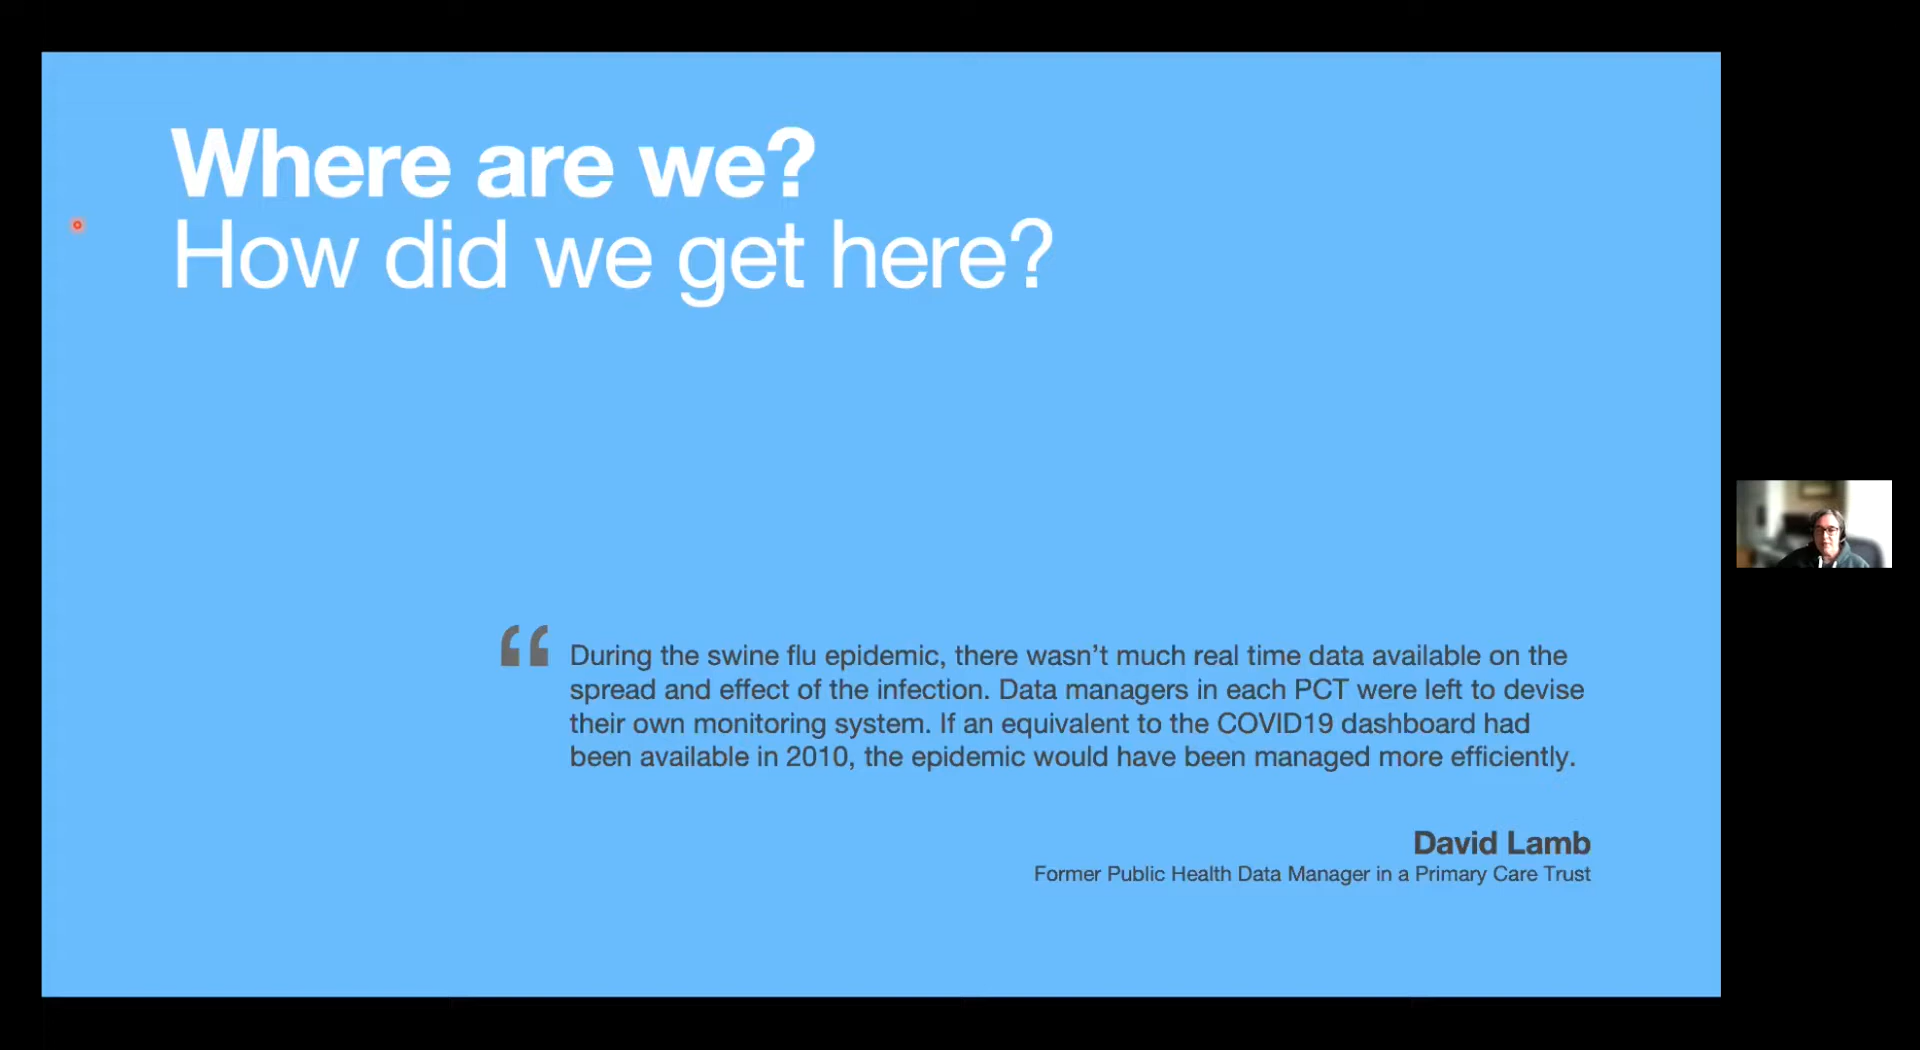 Where are we?
How did we get here?
“ During the swine flu epidemic, there wasn’t much real time data available on the
spread and effect of the infection. Data managers in each PCT were left to devise
their own monitoring system. If an equivalent to the COVID19 dashboard had
been available in 2010, the epidemic would have been managed more efficiently.
David Lamb
Former Public Health Data Manager in a Primary Care Trust